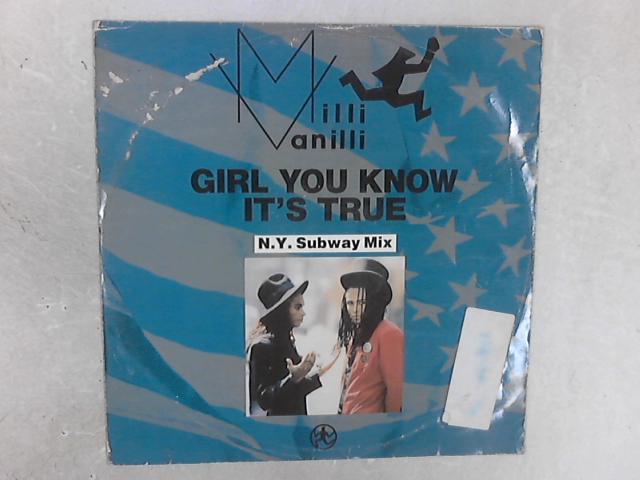 Milli
Vanilli
GIRL YOU KNOW
IT'S TRUE
N.Y. Subway Mix